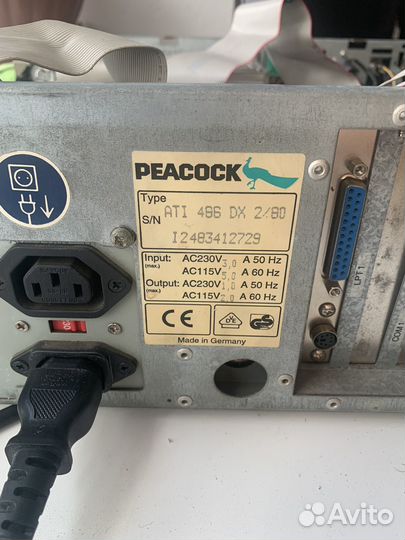 PEACOCK
Type ATI 486 DX 2/80
S/N I2483412729
Input: AC230V 3,0 A 50 Hz
(max.) AC115V 5,0 A 60 Hz
Output: AC230V 1,0 A 50 Hz
(max.) AC115V 2,0 A 60 Hz
CE
Made in Germany
LPT1
COM
Avito